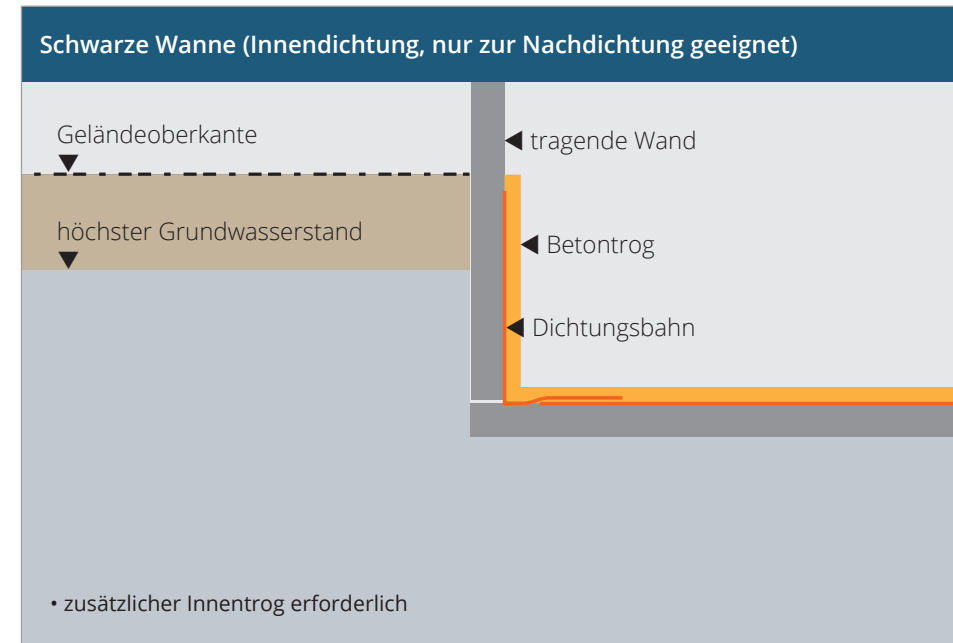 Schwarze Wanne (Innendichtung, nur zur Nachdichtung geeignet)
Geländeoberkante
tragende Wand
höchster Grundwasserstand
Betontrog
Dichtungsbahn
• zusätzlicher Innentrog erforderlich